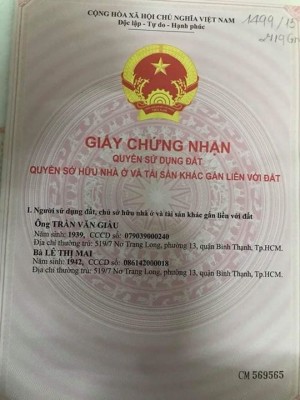 CỘNG HÒA XÃ HỘI CHỦ NGHĨA VIỆT NAM
Độc lập - Tự do - Hạnh phúc
GIẤY CHỨNG NHẬN
QUYỀN SỬ DỤNG ĐẤT
QUYỀN SỞ HỮU NHÀ Ở VÀ TÀI SẢN KHÁC GẮN LIỀN VỚI ĐẤT
I. Người sử dụng đất, chủ sở hữu nhà ở và tài sản khác gắn liền với đất
Ông TRẦN VĂN GIÁU
Năm sinh: 1939, CCCD số: 079039000240
Địa chỉ thường trú: 519/7 Nơ Trang Long, phường 13, quận Bình Thạnh, Tp.HCM.
Bà LÊ THỊ MAI
Năm sinh: 1942, CCCD số: 086142000018
Địa chỉ thường trú: 519/7 Nơ Trang Long, phường 13, quận Bình Thạnh, Tp.HCM.
CM 569565